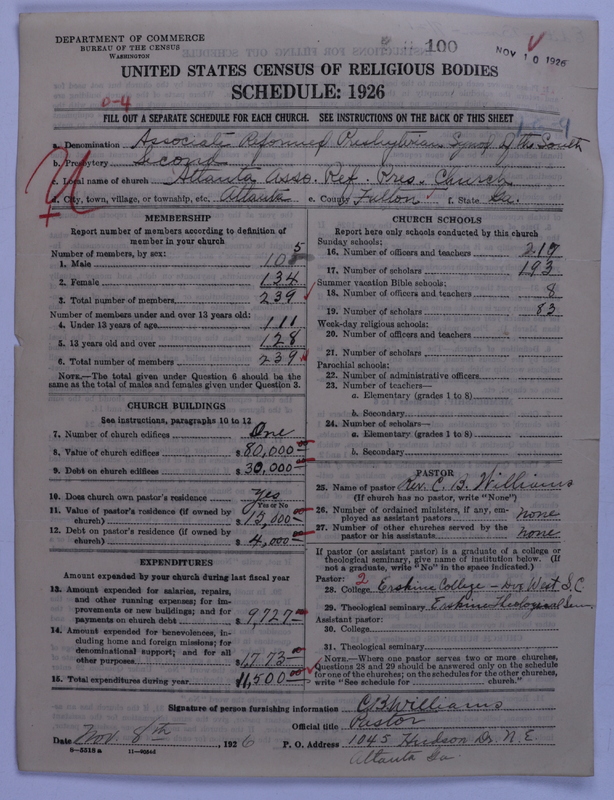 DEPARTMENT OF COMMERCE
BUREAU OF THE CENSUS
WASHINGTON
100
NOV 10 1926
UNITED STATES CENSUS OF RELIGIOUS BODIES
SCHEDULE: 1926
0-4
FILL OUT A SEPARATE SCHEDULE FOR EACH CHURCH. SEE INSTRUCTIONS ON THE BACK OF THIS SHEET
a. Denomination Associate Reformed Presbyterian Synod of the South
b. Presbytery Second
c. Local name of church Atlanta Asso. Ref. Pres. Church
d. City, town, village, or township, etc. Atlanta e. County Fulton f. State Ga.
MEMBERSHIP
Report number of members according to definition of
member in your church
Number of members, by sex:
1. Male 105
2. Female 134
3. Total number of members 239
Number of members under and over 13 years old:
4. Under 13 years of age 111
5. 13 years old and over 128
6. Total number of members 239
NOTE.—The total given under Question 6 should be the
same as the total of males and females given under Question 3.
CHURCH BUILDINGS
See instructions, paragraphs 10 to 12
7. Number of church edifices One
8. Value of church edifices $80,000 00
9. Debt on church edifices $30,000 00
10. Does church own pastor's residence Yes
Yes or No
11. Value of pastor's residence (if owned by
church) $ 15,000 00
12. Debt on pastor's residence (if owned by
church) $ 4,000 00
EXPENDITURES
Amount expended by your church during last fiscal year
13. Amount expended for salaries, repairs,
and other running expenses; for im-
provements or new buildings; and for
payments on church debt $ 9,727
14. Amount expended for benevolences, in-
cluding home and foreign missions; for
denominational support; and for all
other purposes $1,773
15. Total expenditures during year $11,500
CHURCH SCHOOLS
Report here only schools conducted by this church
Sunday schools:
16. Number of officers and teachers
17. Number of scholars 193
Summer vacation Bible schools:
18. Number of officers and teachers 8
19. Number of scholars 83
Week-day religious schools:
20. Number of officers and teachers
21. Number of scholars
Parochial schools:
22. Number of administrative officers
23. Number of teachers—
a. Elementary (grades 1 to 8)
b. Secondary
24. Number of scholars—
a. Elementary (grades 1 to 8)
b. Secondary
PASTOR
25. Name of pastor Rev. C. B. Williams
(If church has no pastor, write "None")
26. Number of ordained ministers, if any, em-
ployed as assistant pastors none
27. Number of other churches served by the
pastor or his assistants none
If pastor (or assistant pastor) is a graduate of a college or
theological seminary, give name of institution below. (If
not a graduate, write "No" in the space indicated.)
Pastor: 2
28. College Erskine College - Due West S.C.
29. Theological seminary Erskine Theological Sem.
Assistant pastor:
30. College
31. Theological seminary
NOTE.—Where one pastor serves two or more churches,
Questions 28 and 29 should be answered only on the schedule
for one of the churches; on the schedules for the other churches,
write "See schedule for church."
Signature of person furnishing information C.B. Williams
Official title Pastor
Date Nov. 8th, 1926 P. O. Address 1045 Hudson Dr. N.E.
Atlanta Ga.
8-5318 a